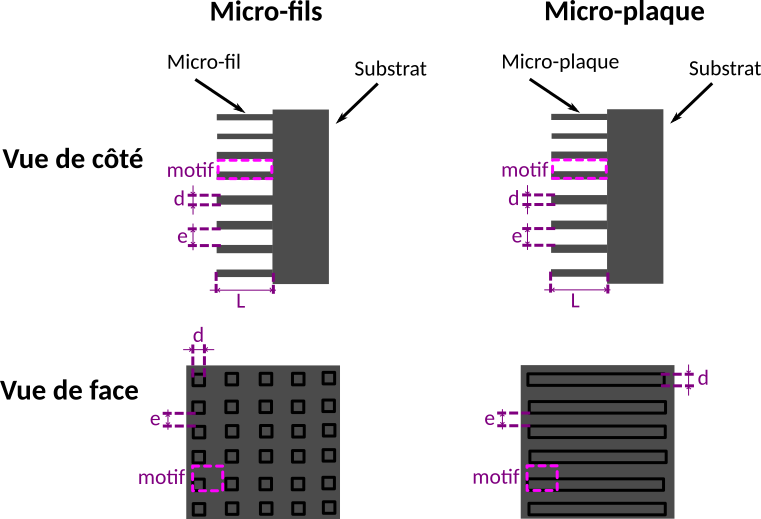 Micro-fils
Micro-plaque
Micro-fil
Substrat
Micro-plaque
Substrat
Vue de côté
motif
d
e
L
motif
d
e
L
Vue de face
d
e
motif
d
e
motif